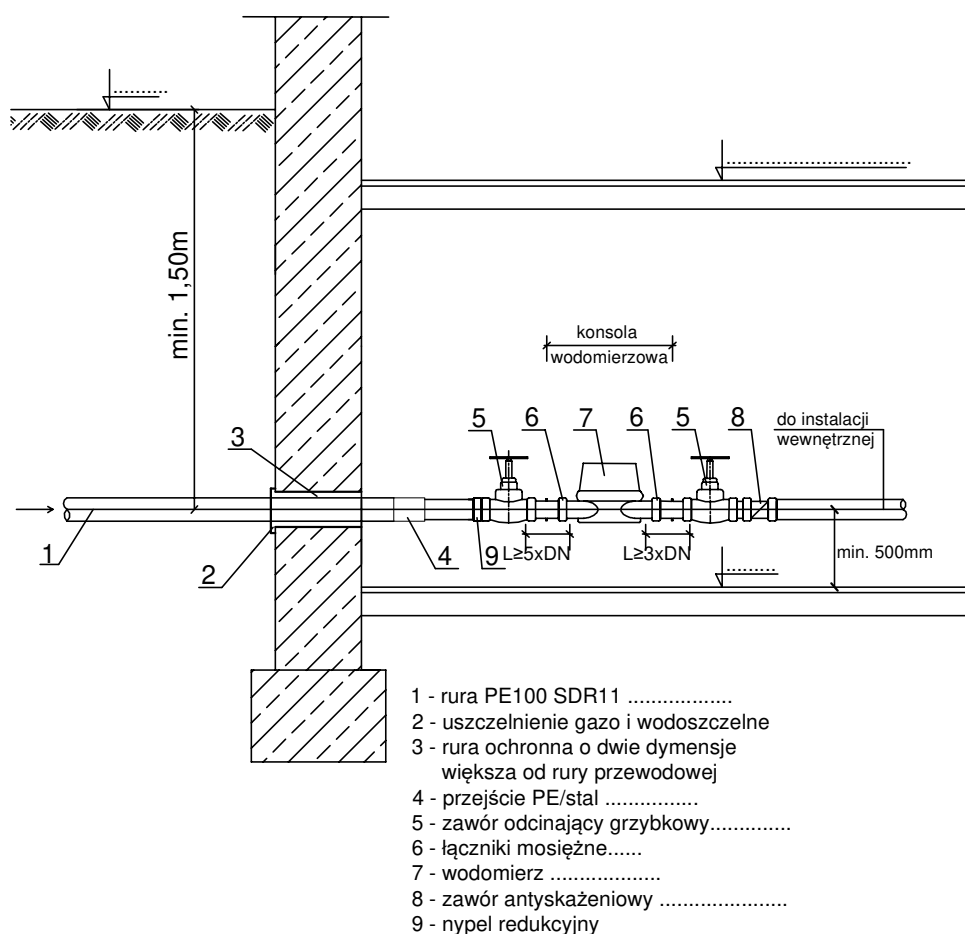 ..........
......................
min. 1,50m
konsola
wodomierzowa
5
6
7
6
5
8
do instalacji
wewnętrznej
3
1
2
4
9
L≥5xDN
L≥3xDN
min. 500mm
.........
1 - rura PE100 SDR11 ..................
2 - uszczelnienie gazo i wodoszczelne
3 - rura ochronna o dwie dymensje
większa od rury przewodowej
4 - przejście PE/stal ................
5 - zawór odcinający grzybkowy..............
6 - łączniki mosiężne......
7 - wodomierz ...................
8 - zawór antyskażeniowy ......................
9 - nypel redukcyjny